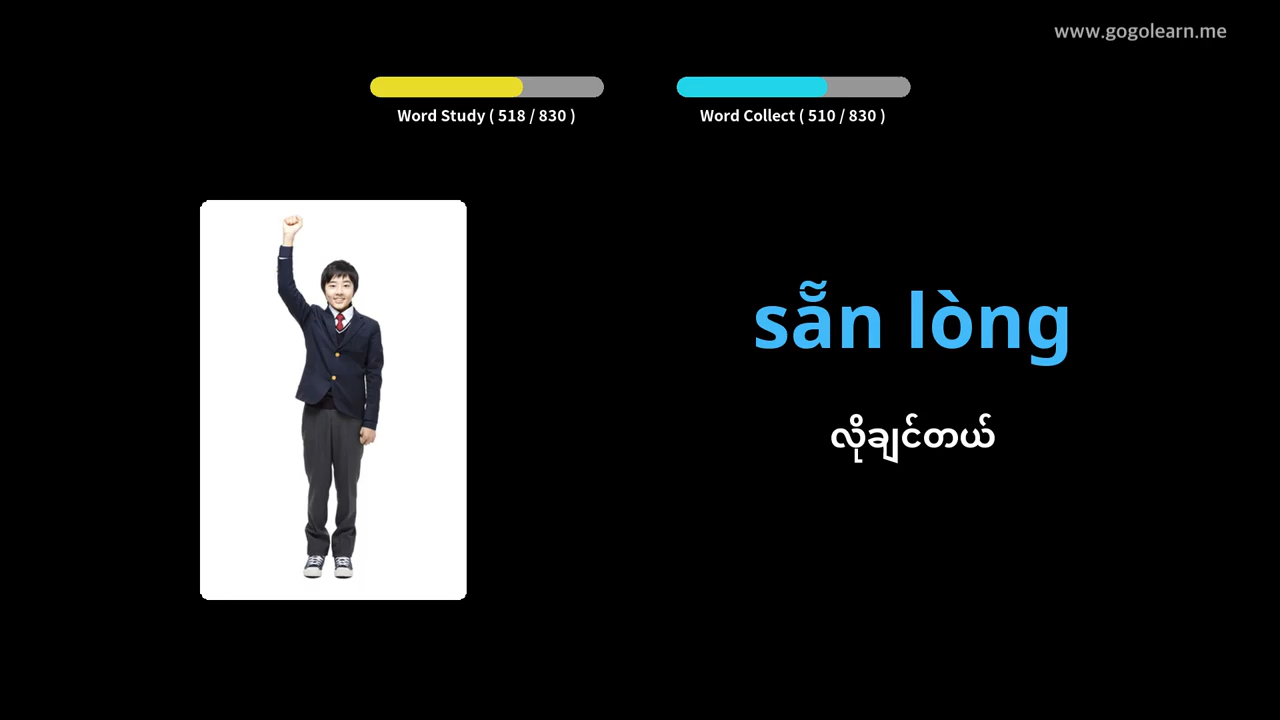 www.gogolearn.me
Word Study ( 518 / 830 )
Word Collect ( 510 / 830 )
sẵn lòng
လိုချင်တယ်